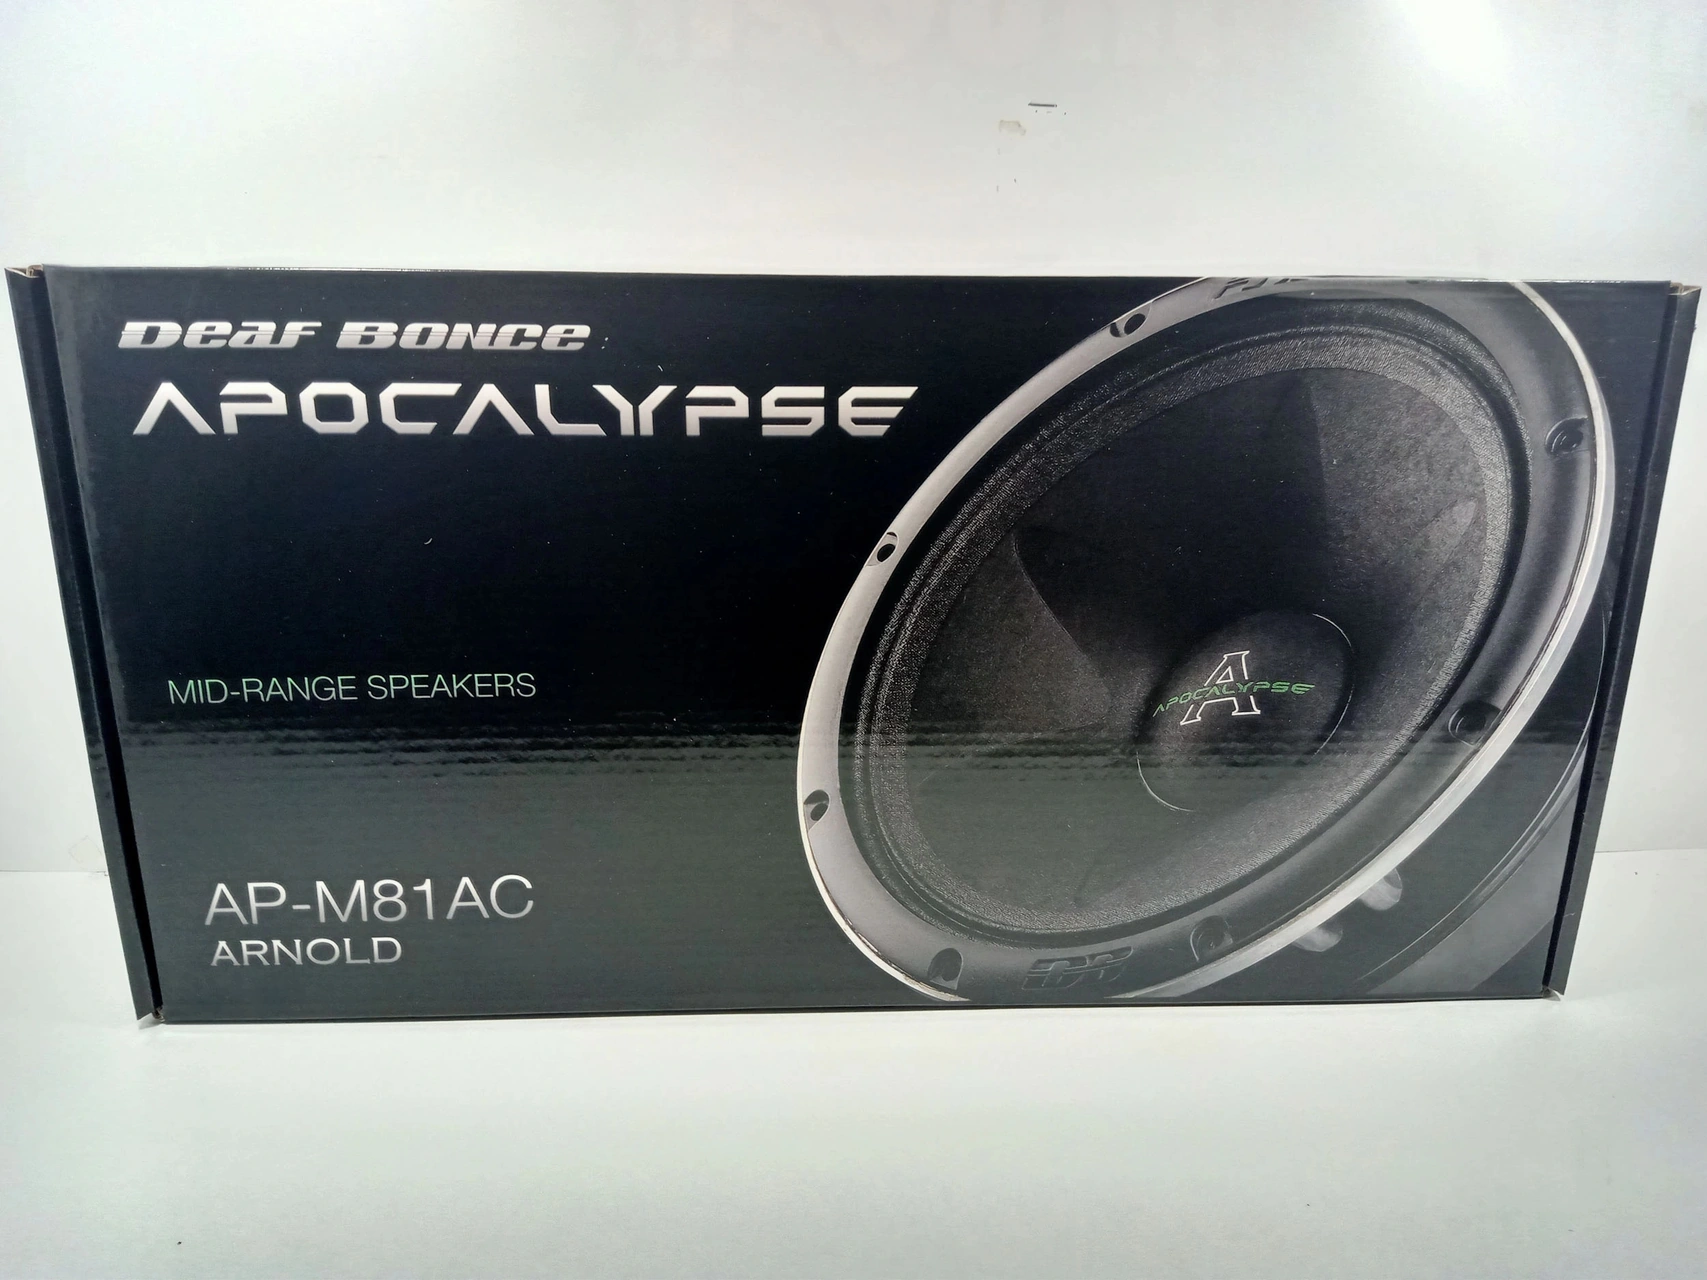 Deaf Bonce
APOCALYPSE
MID-RANGE SPEAKERS
AP-M81AC
ARNOLD
A
APOCALYPSE